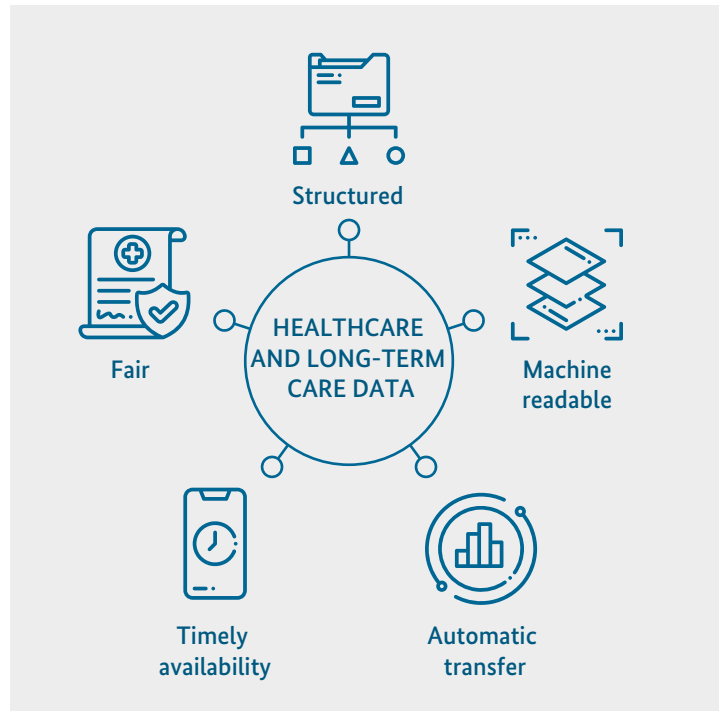 Structured
Fair
HEALTHCARE
AND LONG-TERM
CARE DATA
Machine
readable
Timely
availability
Automatic
transfer